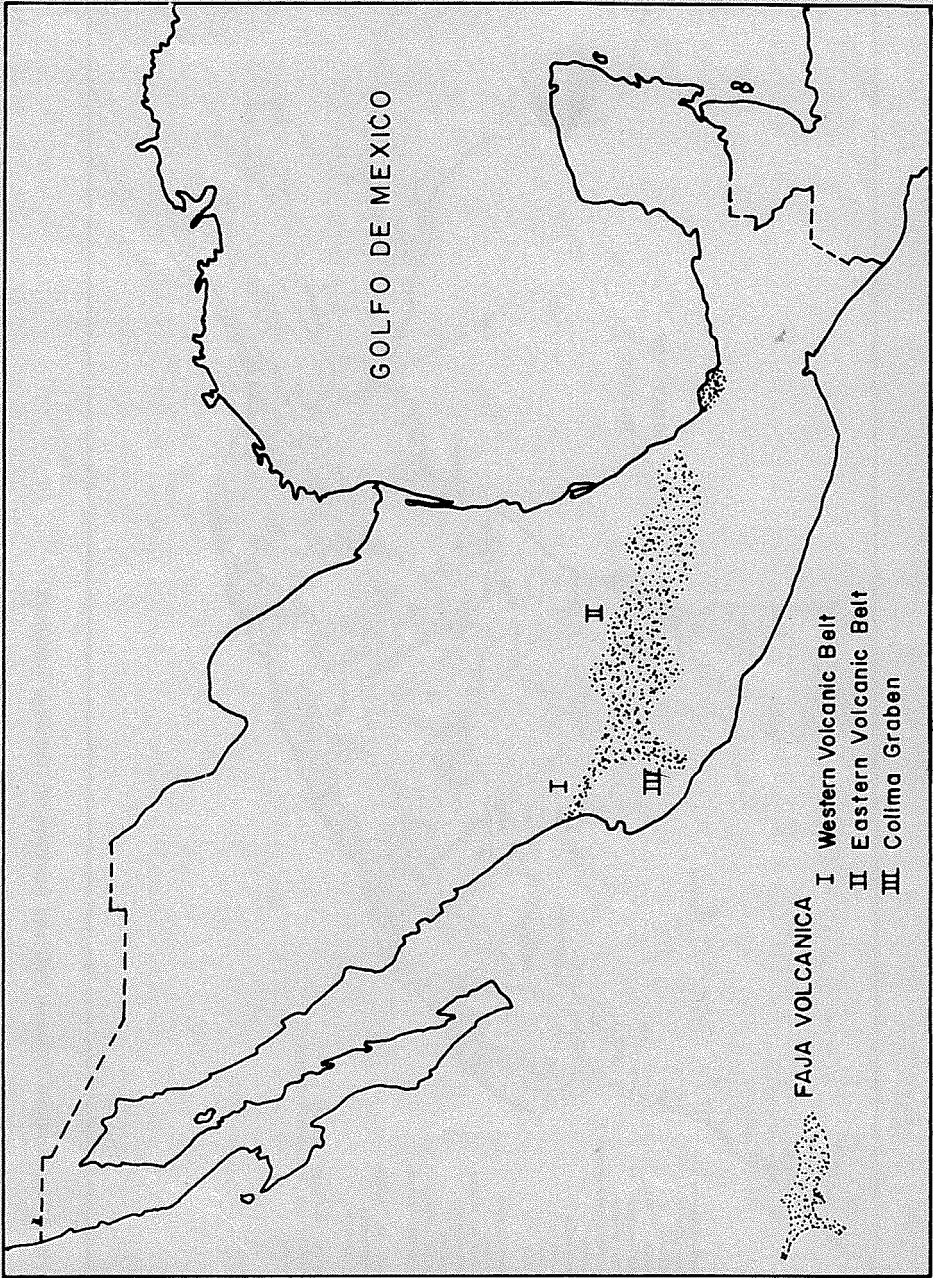 GOLFO DE MEXICO
I
II
III
FAJA VOLCANICA
I Western Volcanic Belt
II Eastern Volcanic Belt
III Colima Graben